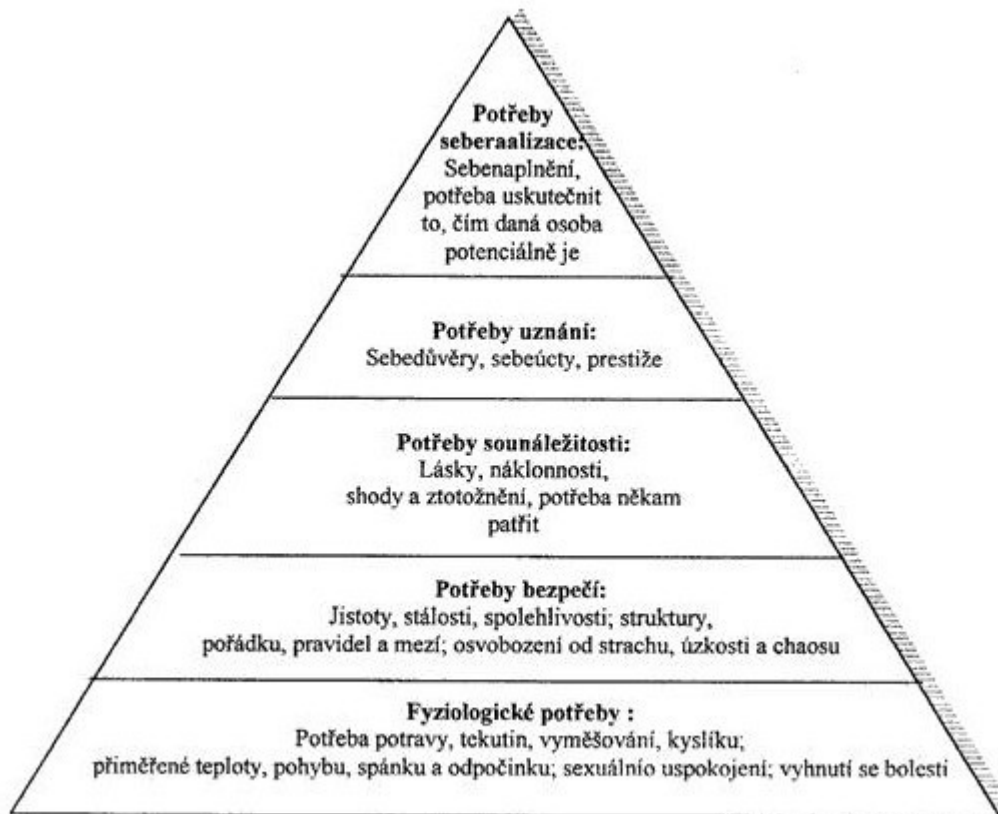 Potřeby
seberaalizace:
Sebenaplnění,
potřeba uskutečnit
to, čím daná osoba
potenciálně je
Potřeby uznání:
Sebedůvěry, sebeúcty, prestiže
Potřeby sounáležitosti:
Lásky, náklonnosti,
shody a ztotožnění, potřeba někam
patřit
Potřeby bezpečí:
Jistoty, stálosti, spolehlivosti; struktury,
pořádku, pravidel a mezí; osvobození od strachu, úzkosti a chaosu
Fyziologické potřeby :
Potřeba potravy, tekutin, vyměšování, kyslíku;
přiměřené teploty, pohybu, spánku a odpočinku; sexuálnío uspokojení; vyhnutí se bolesti